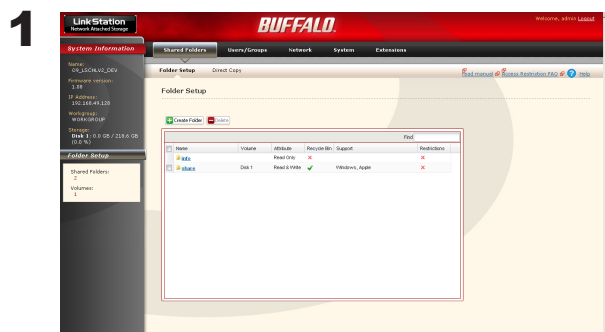 1
LinkStation
Network Attached Storage
BUFFALO
Welcome, admin Logout
System Information
Shared Folders Users/Groups Network System Extensions
Name:
09_LSCHLV2_DEV
Firmware version:
1.08
IP Address:
192.168.49.128
Workgroup:
WORKGROUP
Storage:
Disk 1: 0.0 GB / 218.6 GB
(0.0 %)
Folder Setup
Shared Folders:
2
Volumes:
1
Folder Setup Direct Copy
Read manual Access Restriction FAQ ? Help
Folder Setup
Create Folder Delete
Find
Name Volume Attribute Recycle Bin Support Restrictions
info Read Only
share Disk 1 Read & Write Windows, Apple